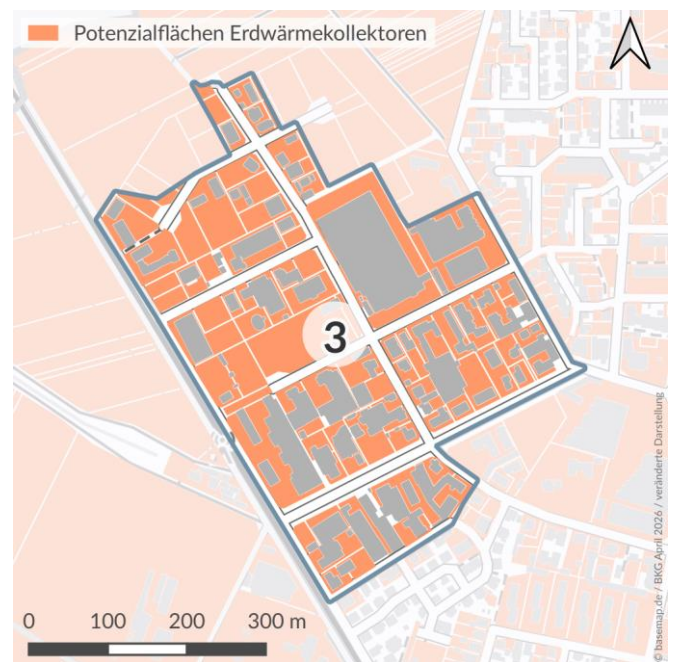 Potenzialflächen Erdwärmekollektoren
3
0 100 200 300 m
© basemap.de / BKG April 2026 / veränderte Darstellung